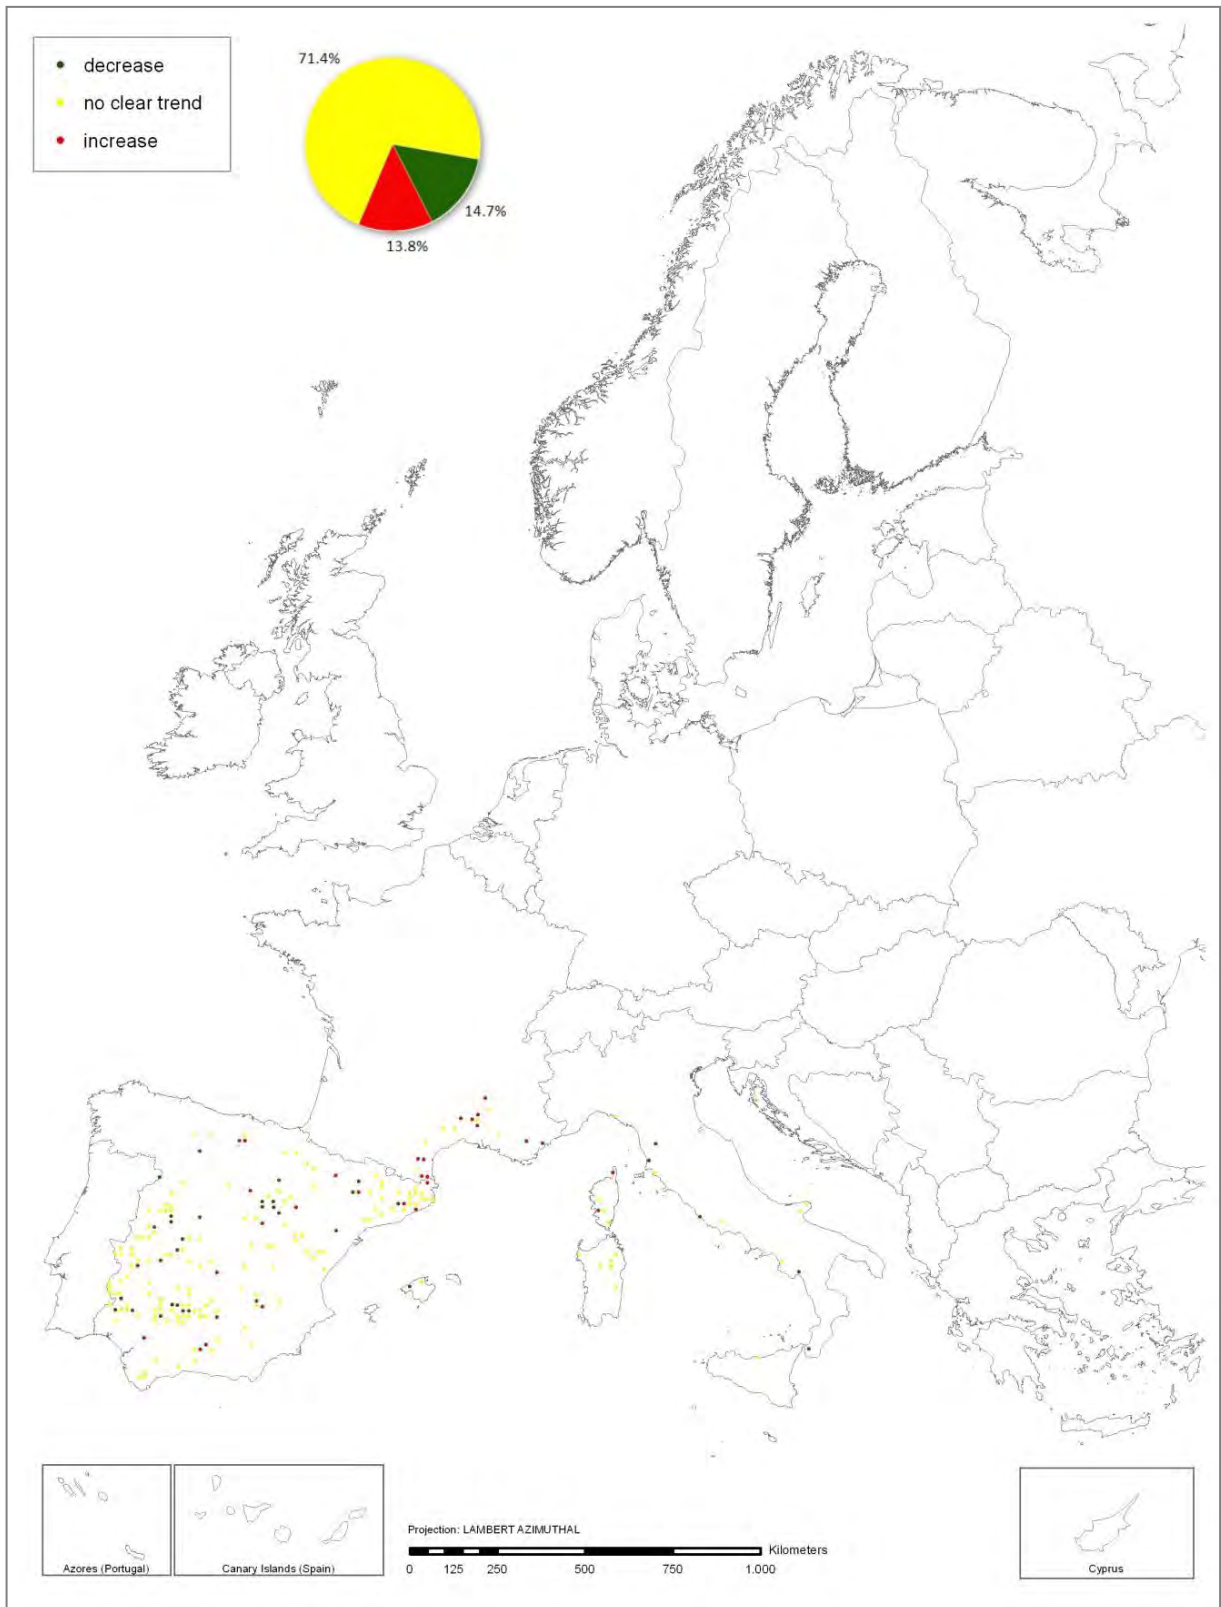 decrease
no clear trend
increase
71.4%
14.7%
13.8%
Projection: LAMBERT AZIMUTHAL
Kilometers
0 125 250 500 750 1.000
Azores (Portugal)
Canary Islands (Spain)
Cyprus